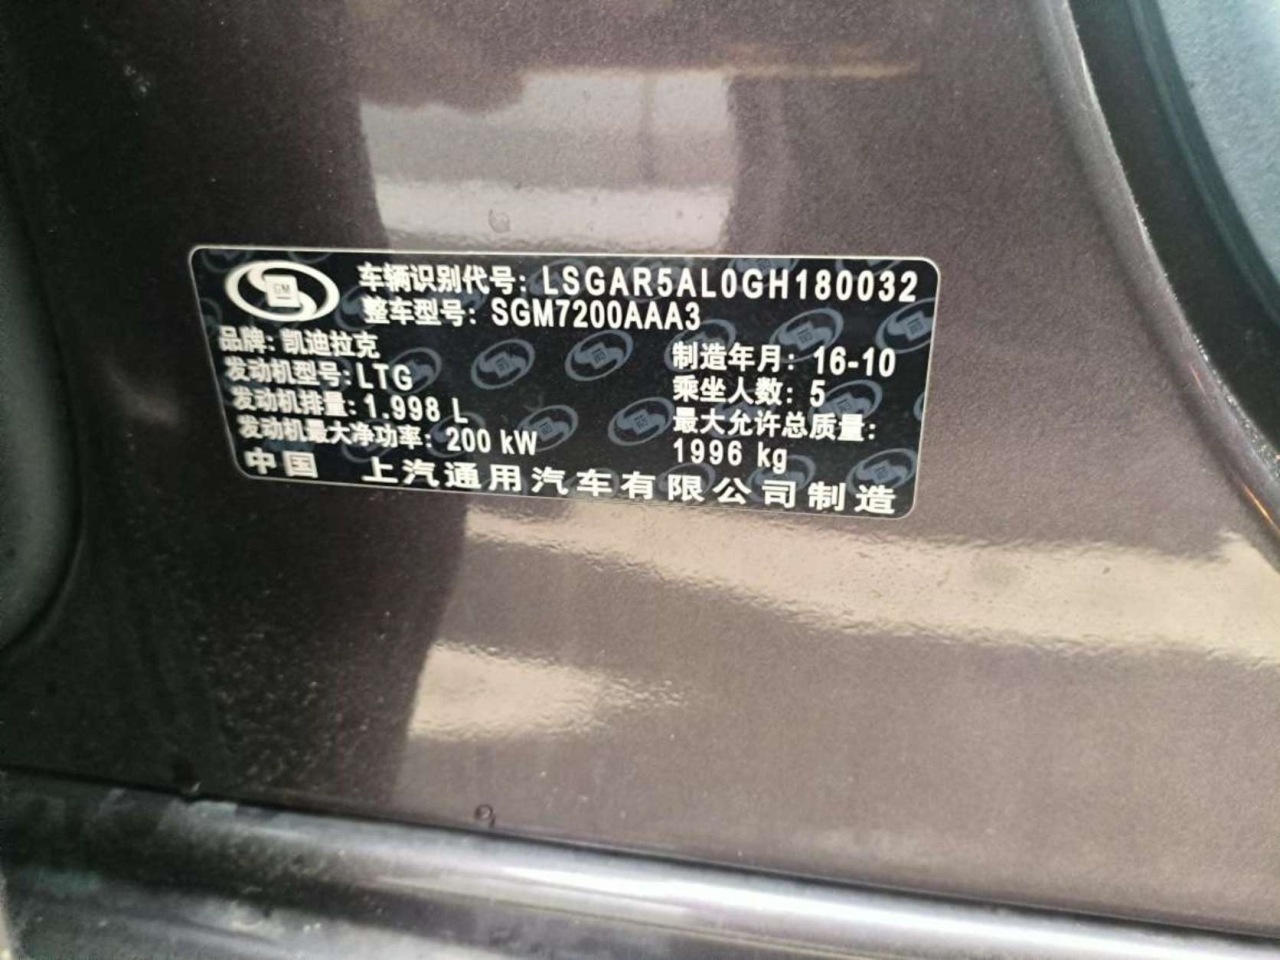 GM
车辆识别代号: LSGAR5AL0GH180032
整车型号: SGM7200AAA3
品牌: 凯迪拉克
制造年月: 16-10
发动机型号: LTG
乘坐人数: 5
发动机排量: 1.998 L
最大允许总质量:
发动机最大净功率: 200 kW
1996 kg
中国 上汽通用汽车有限公司制造